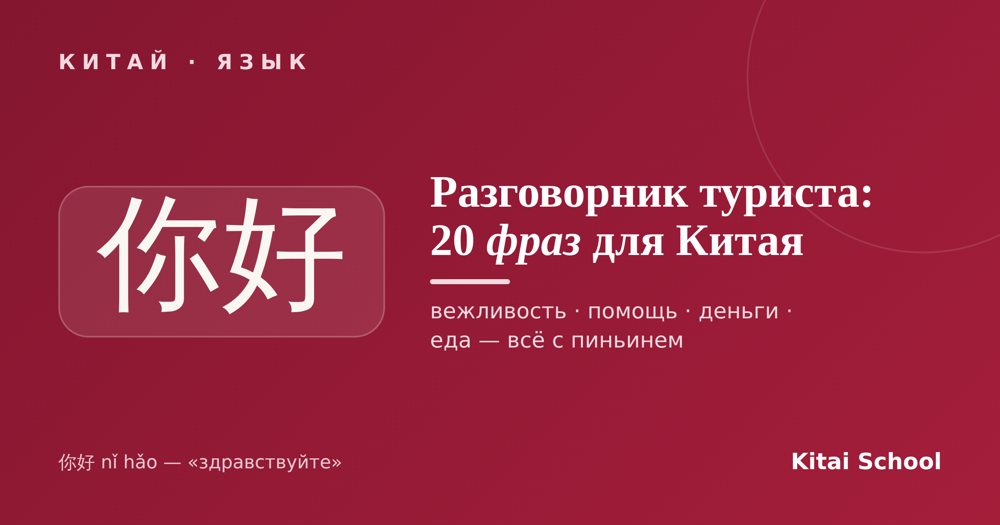 КИТАЙ · ЯЗЫК
你好
Разговорник туриста:
20 фраз для Китая
вежливость · помощь · деньги ·
еда — всё с пиньинем
你好 nǐ hǎo — «здравствуйте»
Kitai School